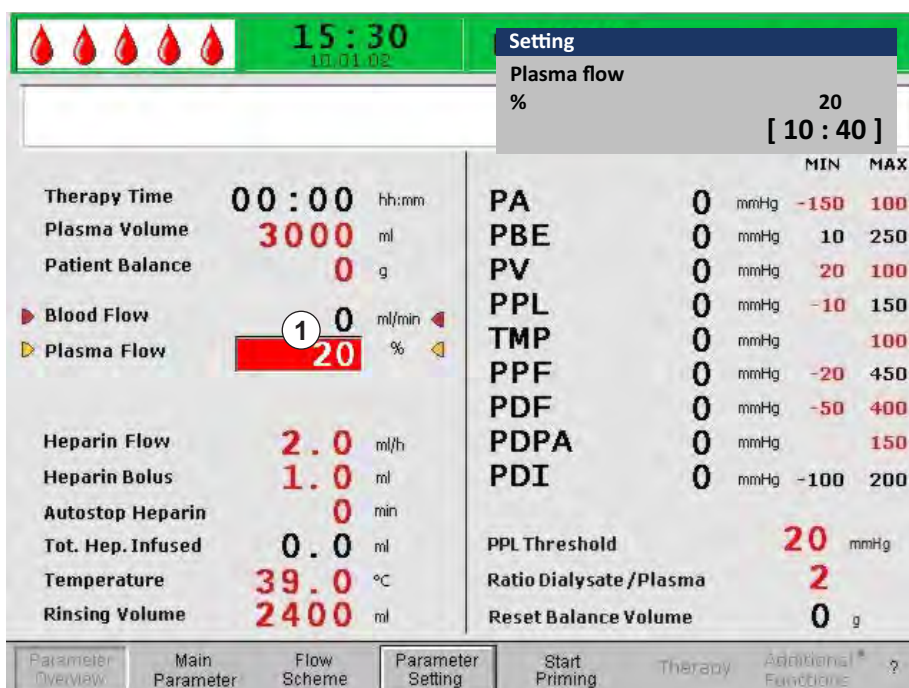 15:30
10.01.02
Setting
Plasma flow
% 20
[ 10 : 40 ]
MIN MAX
Therapy Time 00:00 hh:mm
Plasma Volume 3000 ml
Patient Balance 0 g
Blood Flow 0 ml/min
1
Plasma Flow 20 %
Heparin Flow 2.0 ml/h
Heparin Bolus 1.0 ml
Autostop Heparin 0 min
Tot. Hep. Infused 0.0 ml
Temperature 39.0 °C
Rinsing Volume 2400 ml
PA 0 mmHg -150 100
PBE 0 mmHg 10 250
PV 0 mmHg 20 100
PPL 0 mmHg -10 150
TMP 0 mmHg 100
PPF 0 mmHg -20 450
PDF 0 mmHg -50 400
PDPA 0 mmHg 150
PDI 0 mmHg -100 200
PPL Threshold 20 mmHg
Ratio Dialysate/Plasma 2
Reset Balance Volume 0 g
Parameter
Overview
Main
Parameter
Flow
Scheme
Parameter
Setting
Start
Priming
Therapy
Additional*
Functions
?